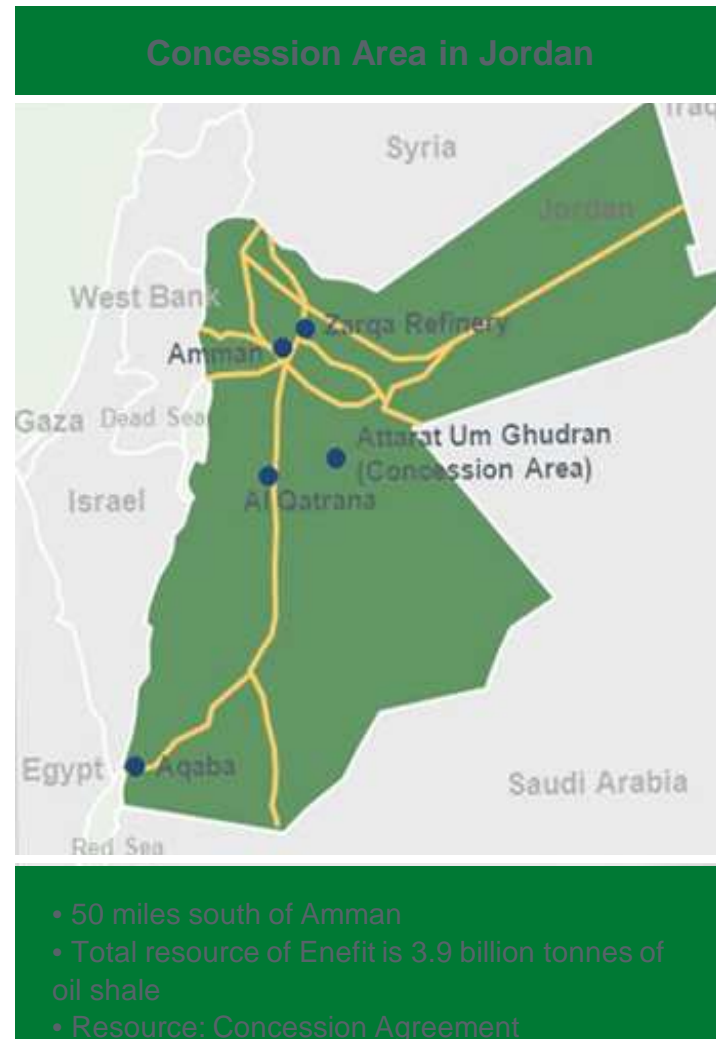 Concession Area in Jordan
Iraq
Syria
Jordan
West Bank
Zarqa Refinery
Amman
Gaza
Dead Sea
Attarat Um Ghudran
(Concession Area)
Israel
Al Qatrana
Egypt
Aqaba
Saudi Arabia
Red Sea
• 50 miles south of Amman
• Total resource of Enefit is 3.9 billion tonnes of
oil shale
• Resource: Concession Agreement